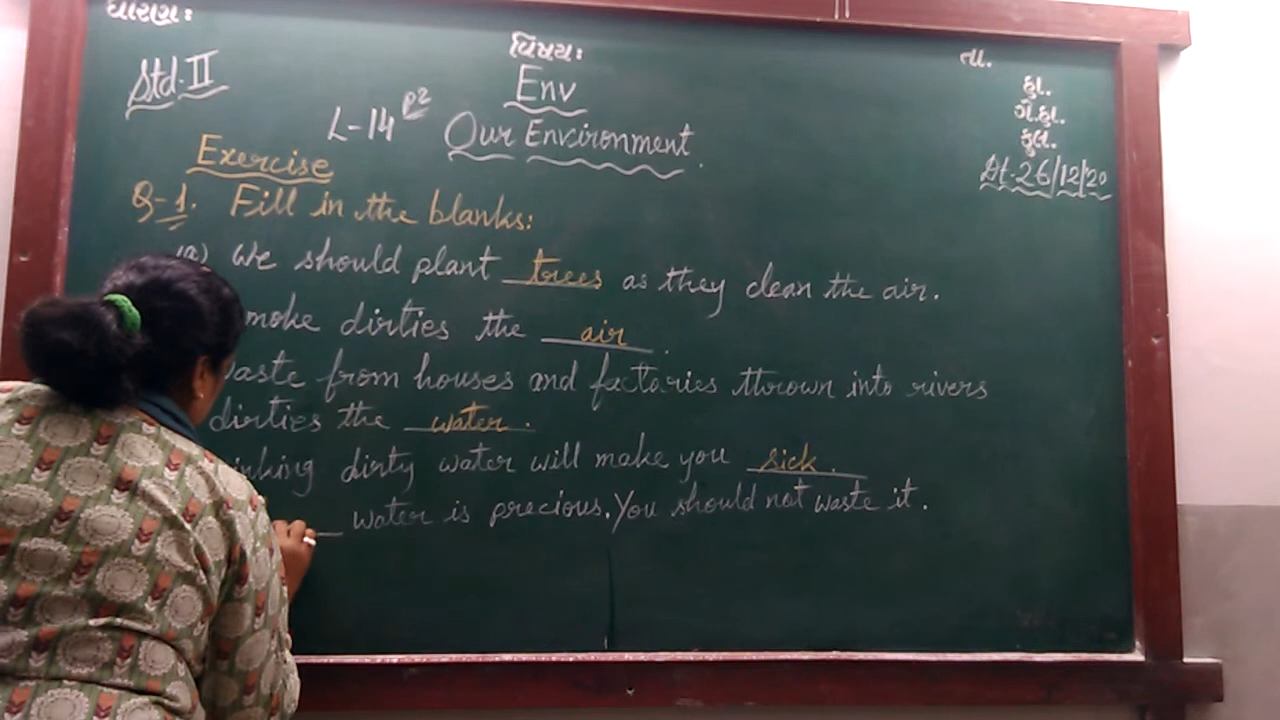 ધોરણ:
વિષય:
તા.
Std. II
Env
હા.
ગે.હા.
કુલ.
L-14 P2 Our Environment.
Dt. 26/12/20
Exercise
Q-1. Fill in the blanks:
(a) We should plant trees as they clean the air.
moke dirties the air.
aste from houses and factories thrown into rivers
dirties the water.
inking dirty water will make you sick.
water is precious. You should not waste it.